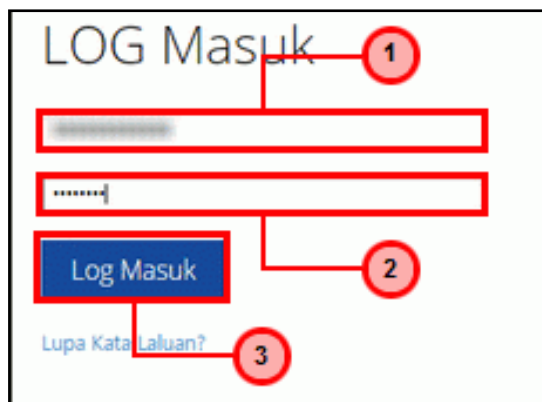 LOG Masuk
1
••••••••
2
Log Masuk
Lupa Kata Laluan?
3